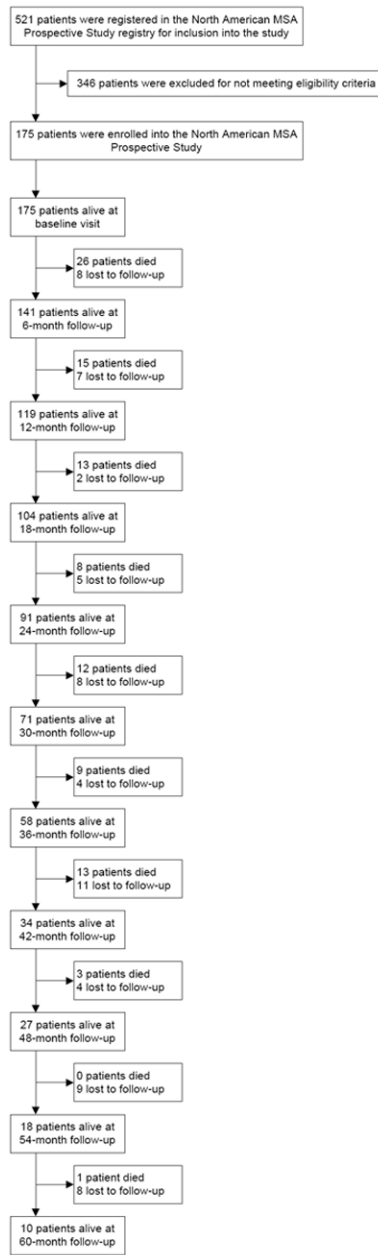 521 patients were registered in the North American MSA
Prospective Study registry for inclusion into the study
346 patients were excluded for not meeting eligibility criteria
175 patients were enrolled into the North American MSA
Prospective Study
175 patients alive at
baseline visit
26 patients died
8 lost to follow-up
141 patients alive at
6-month follow-up
15 patients died
7 lost to follow-up
119 patients alive at
12-month follow-up
13 patients died
2 lost to follow-up
104 patients alive at
18-month follow-up
8 patients died
5 lost to follow-up
91 patients alive at
24-month follow-up
12 patients died
8 lost to follow-up
71 patients alive at
30-month follow-up
9 patients died
4 lost to follow-up
58 patients alive at
36-month follow-up
13 patients died
11 lost to follow-up
34 patients alive at
42-month follow-up
3 patients died
4 lost to follow-up
27 patients alive at
48-month follow-up
0 patients died
9 lost to follow-up
18 patients alive at
54-month follow-up
1 patient died
8 lost to follow-up
10 patients alive at
60-month follow-up